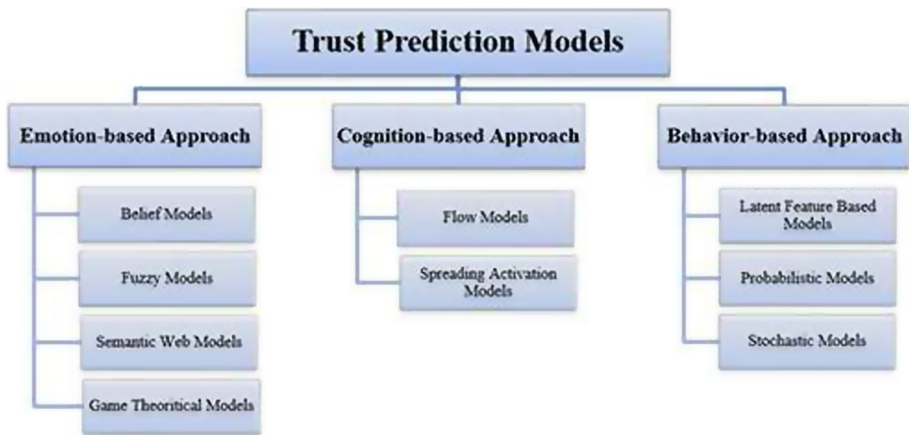 Trust Prediction Models
Emotion-based Approach
Belief Models
Fuzzy Models
Semantic Web Models
Game Theoritical Models
Cognition-based Approach
Flow Models
Spreading Activation
Models
Behavior-based Approach
Latent Feature Based
Models
Probabilistic Models
Stochastic Models